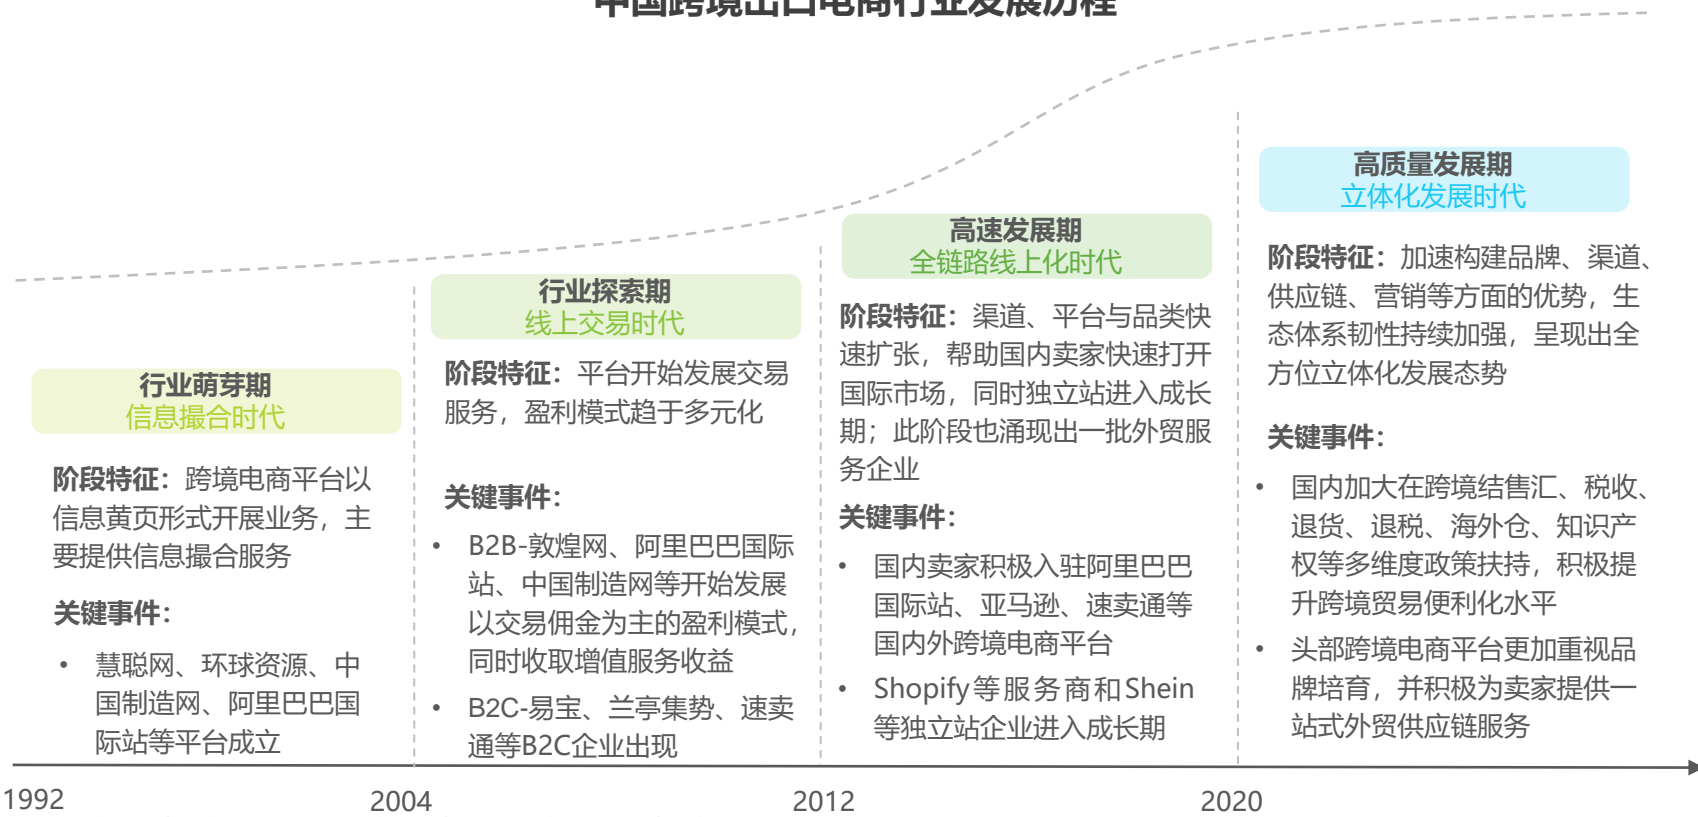 中国跨境出口电商行业发展历程
行业萌芽期
信息撮合时代
阶段特征：跨境电商平台以
信息黄页形式开展业务，主
要提供信息撮合服务
关键事件：
• 慧聪网、环球资源、中
国制造网、阿里巴巴国
际站等平台成立
行业探索期
线上交易时代
阶段特征：平台开始发展交易
服务，盈利模式趋于多元化
关键事件：
• B2B-敦煌网、阿里巴巴国际
站、中国制造网等开始发展
以交易佣金为主的盈利模式，
同时收取增值服务收益
• B2C-易宝、兰亭集势、速卖
通等B2C企业出现
高速发展期
全链路线上化时代
阶段特征：渠道、平台与品类快
速扩张，帮助国内卖家快速打开
国际市场，同时独立站进入成长
期；此阶段也涌现出一批外贸服
务企业
关键事件：
• 国内卖家积极入驻阿里巴巴
国际站、亚马逊、速卖通等
国内外跨境电商平台
• Shopify等服务商和Shein
等独立站企业进入成长期
高质量发展期
立体化发展时代
阶段特征：加速构建品牌、渠道、
供应链、营销等方面的优势，生
态体系韧性持续加强，呈现出全
方位立体化发展态势
关键事件：
• 国内加大在跨境结售汇、税收、
退货、退税、海外仓、知识产
权等多维度政策扶持，积极提
升跨境贸易便利化水平
• 头部跨境电商平台更加重视品
牌培育，并积极为卖家提供一
站式外贸供应链服务
1992
2004
2012
2020